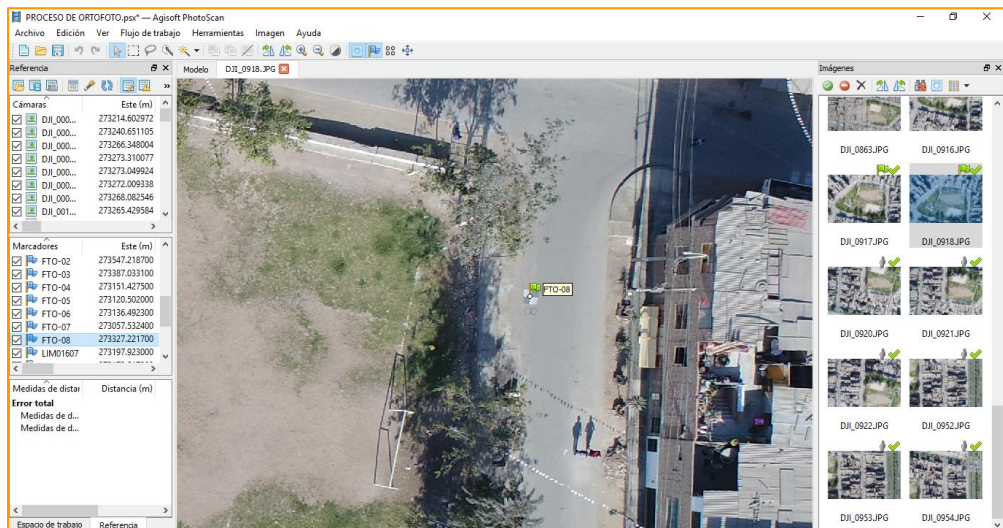 PROCESO DE ORTOFOTO.psx* — Agisoft PhotoScan
Archivo Edición Ver Flujo de trabajo Herramientas Imagen Ayuda
Referencia
Modelo DJI_0918.JPG
Imágenes
Cámaras Este (m)
DJI_000... 273214.602972
DJI_000... 273240.651105
DJI_000... 273266.348004
DJI_000... 273273.310077
DJI_000... 273273.049924
DJI_000... 273272.009338
DJI_000... 273268.082546
DJI_001... 273265.429584
Marcadores Este (m)
FTO-02 273547.218700
FTO-03 273387.033100
FTO-04 273151.427500
FTO-05 273120.502000
FTO-06 273136.492300
FTO-07 273057.532400
FTO-08 273327.221700
LIM01607 273197.923000
Medidas de distar Distancia (m)
Error total
Medidas de d...
Medidas de d...
Espacio de trabajo Referencia
FTO-08
DJI_0863.JPG DJI_0916.JPG
DJI_0917.JPG DJI_0918.JPG
DJI_0920.JPG DJI_0921.JPG
DJI_0922.JPG DJI_0952.JPG
DJI_0953.JPG DJI_0954.JPG